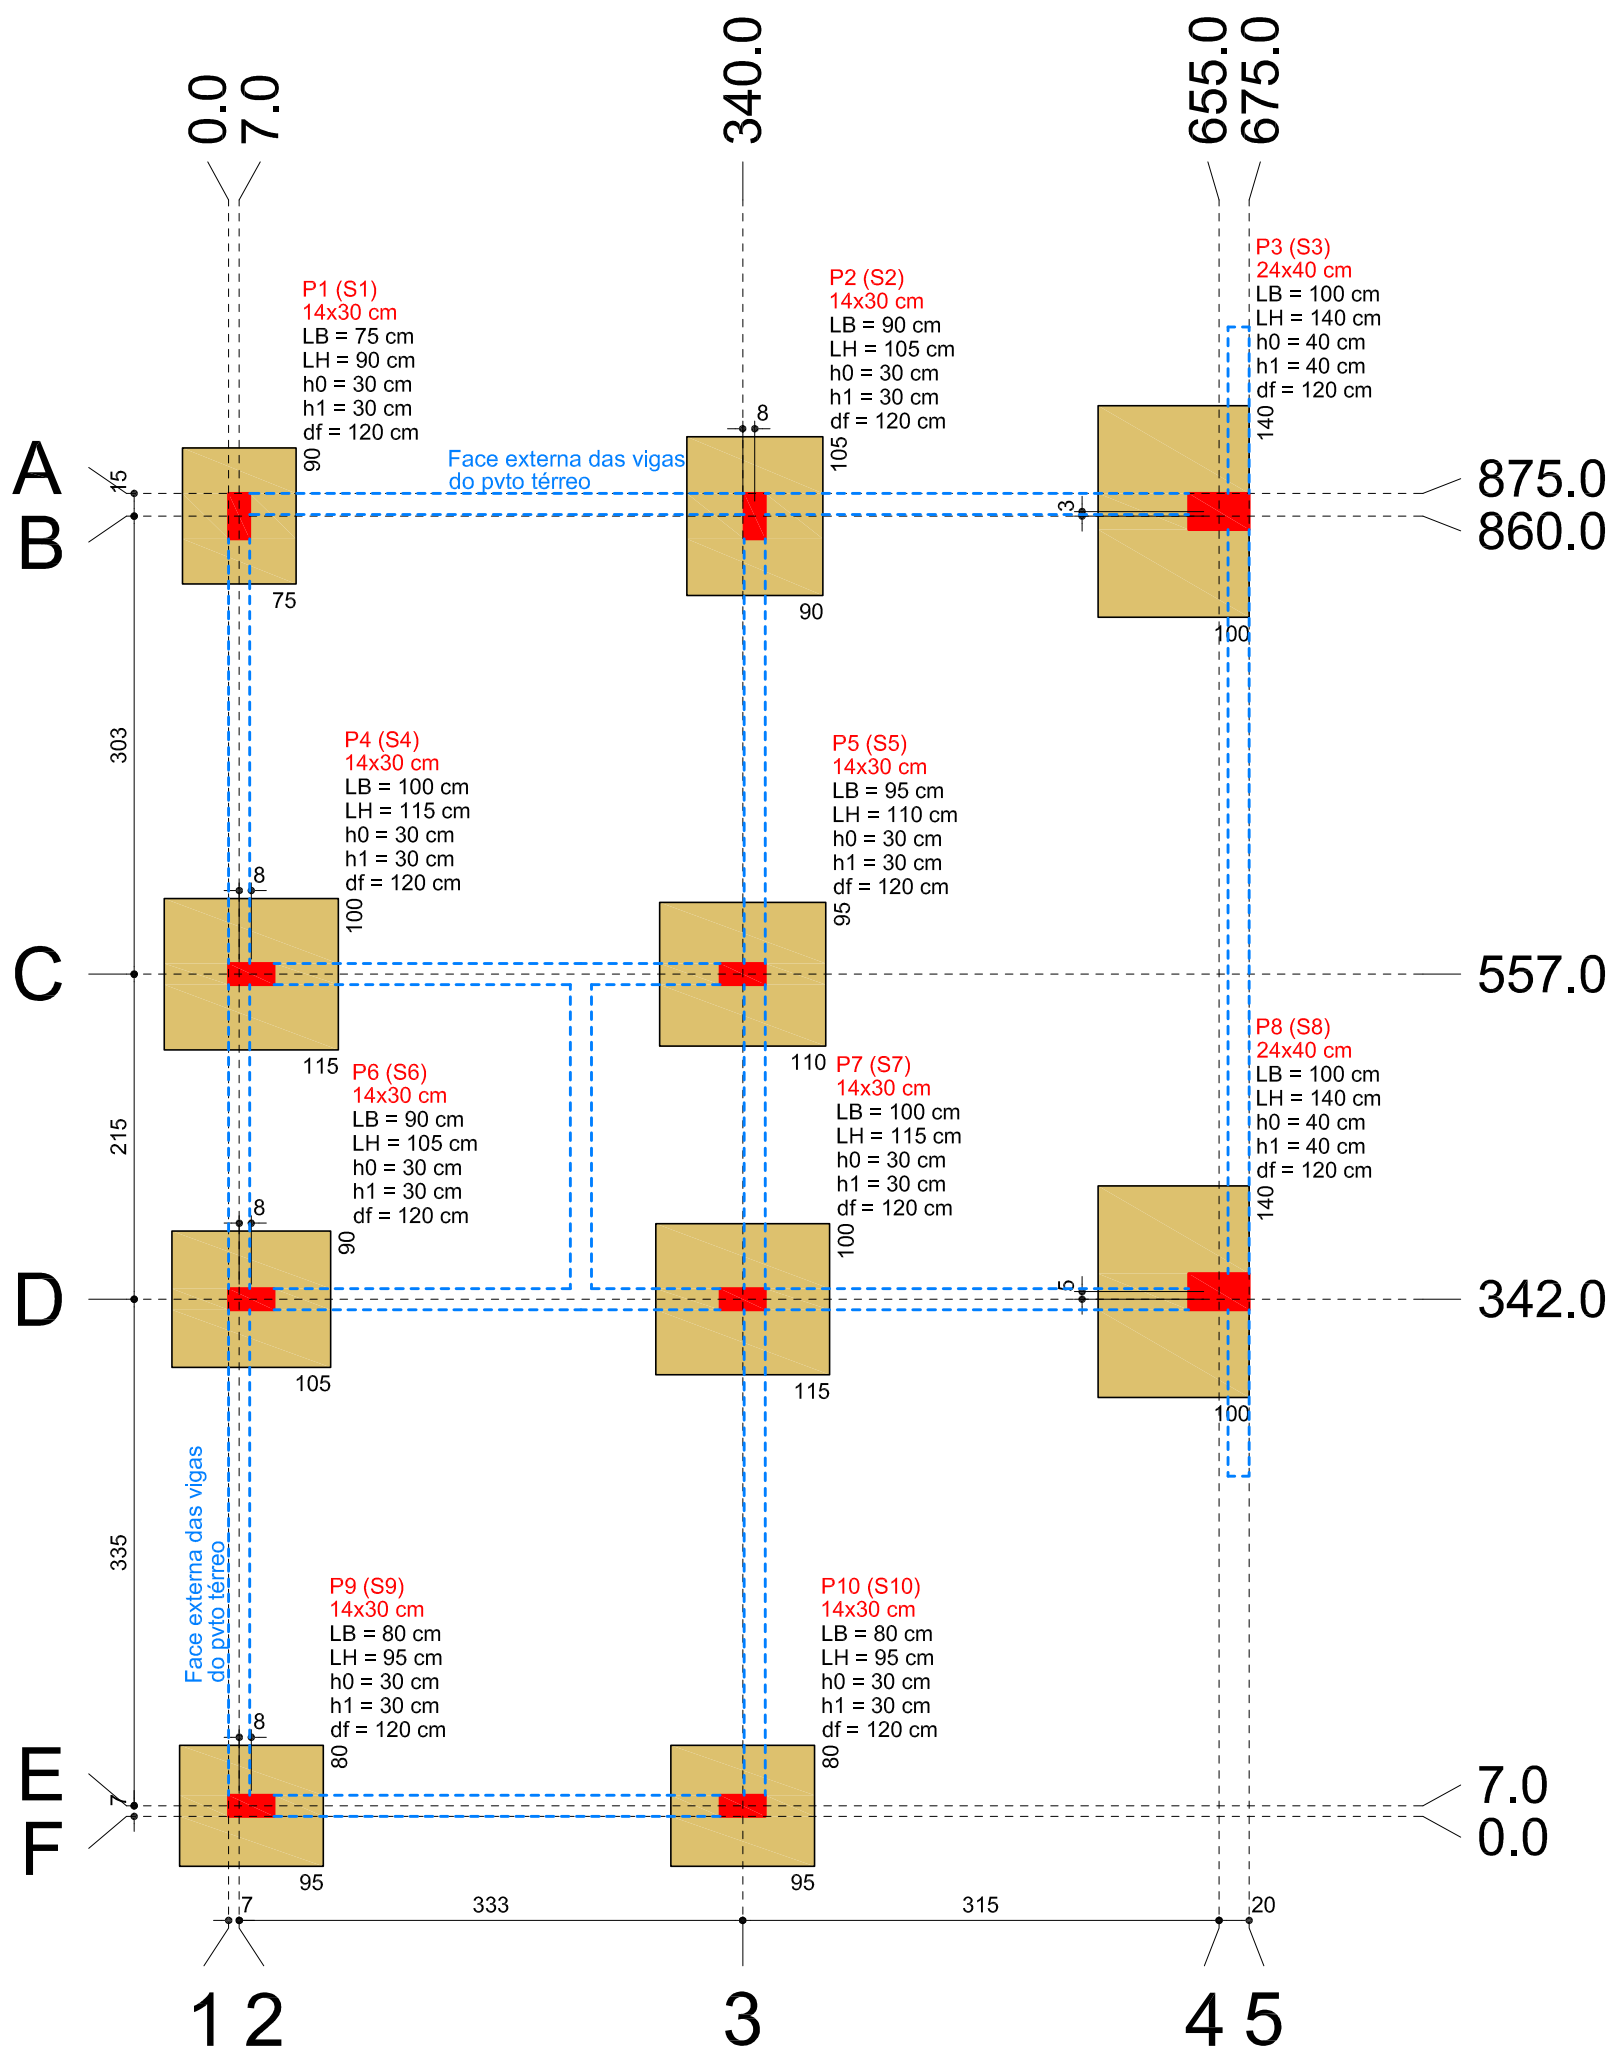 0.0
7.0
340.0
655.0
675.0
P1 (S1)
14x30 cm
LB = 75 cm
LH = 90 cm
h0 = 30 cm
h1 = 30 cm
df = 120 cm
90
75
P2 (S2)
14x30 cm
LB = 90 cm
LH = 105 cm
h0 = 30 cm
h1 = 30 cm
df = 120 cm
8
105
90
P3 (S3)
24x40 cm
LB = 100 cm
LH = 140 cm
h0 = 40 cm
h1 = 40 cm
df = 120 cm
140
3
100
Face externa das vigas
do pvto térreo
A
15
B
875.0
860.0
303
P4 (S4)
14x30 cm
LB = 100 cm
LH = 115 cm
h0 = 30 cm
h1 = 30 cm
df = 120 cm
8
100
115
P5 (S5)
14x30 cm
LB = 95 cm
LH = 110 cm
h0 = 30 cm
h1 = 30 cm
df = 120 cm
95
110
C
557.0
215
P6 (S6)
14x30 cm
LB = 90 cm
LH = 105 cm
h0 = 30 cm
h1 = 30 cm
df = 120 cm
8
90
105
P7 (S7)
14x30 cm
LB = 100 cm
LH = 115 cm
h0 = 30 cm
h1 = 30 cm
df = 120 cm
100
115
P8 (S8)
24x40 cm
LB = 100 cm
LH = 140 cm
h0 = 40 cm
h1 = 40 cm
df = 120 cm
140
5
100
D
342.0
335
Face externa das vigas
do pvto térreo
P9 (S9)
14x30 cm
LB = 80 cm
LH = 95 cm
h0 = 30 cm
h1 = 30 cm
df = 120 cm
8
80
95
P10 (S10)
14x30 cm
LB = 80 cm
LH = 95 cm
h0 = 30 cm
h1 = 30 cm
df = 120 cm
80
95
E
7
F
7.0
0.0
7
333
315
20
1
2
3
4
5